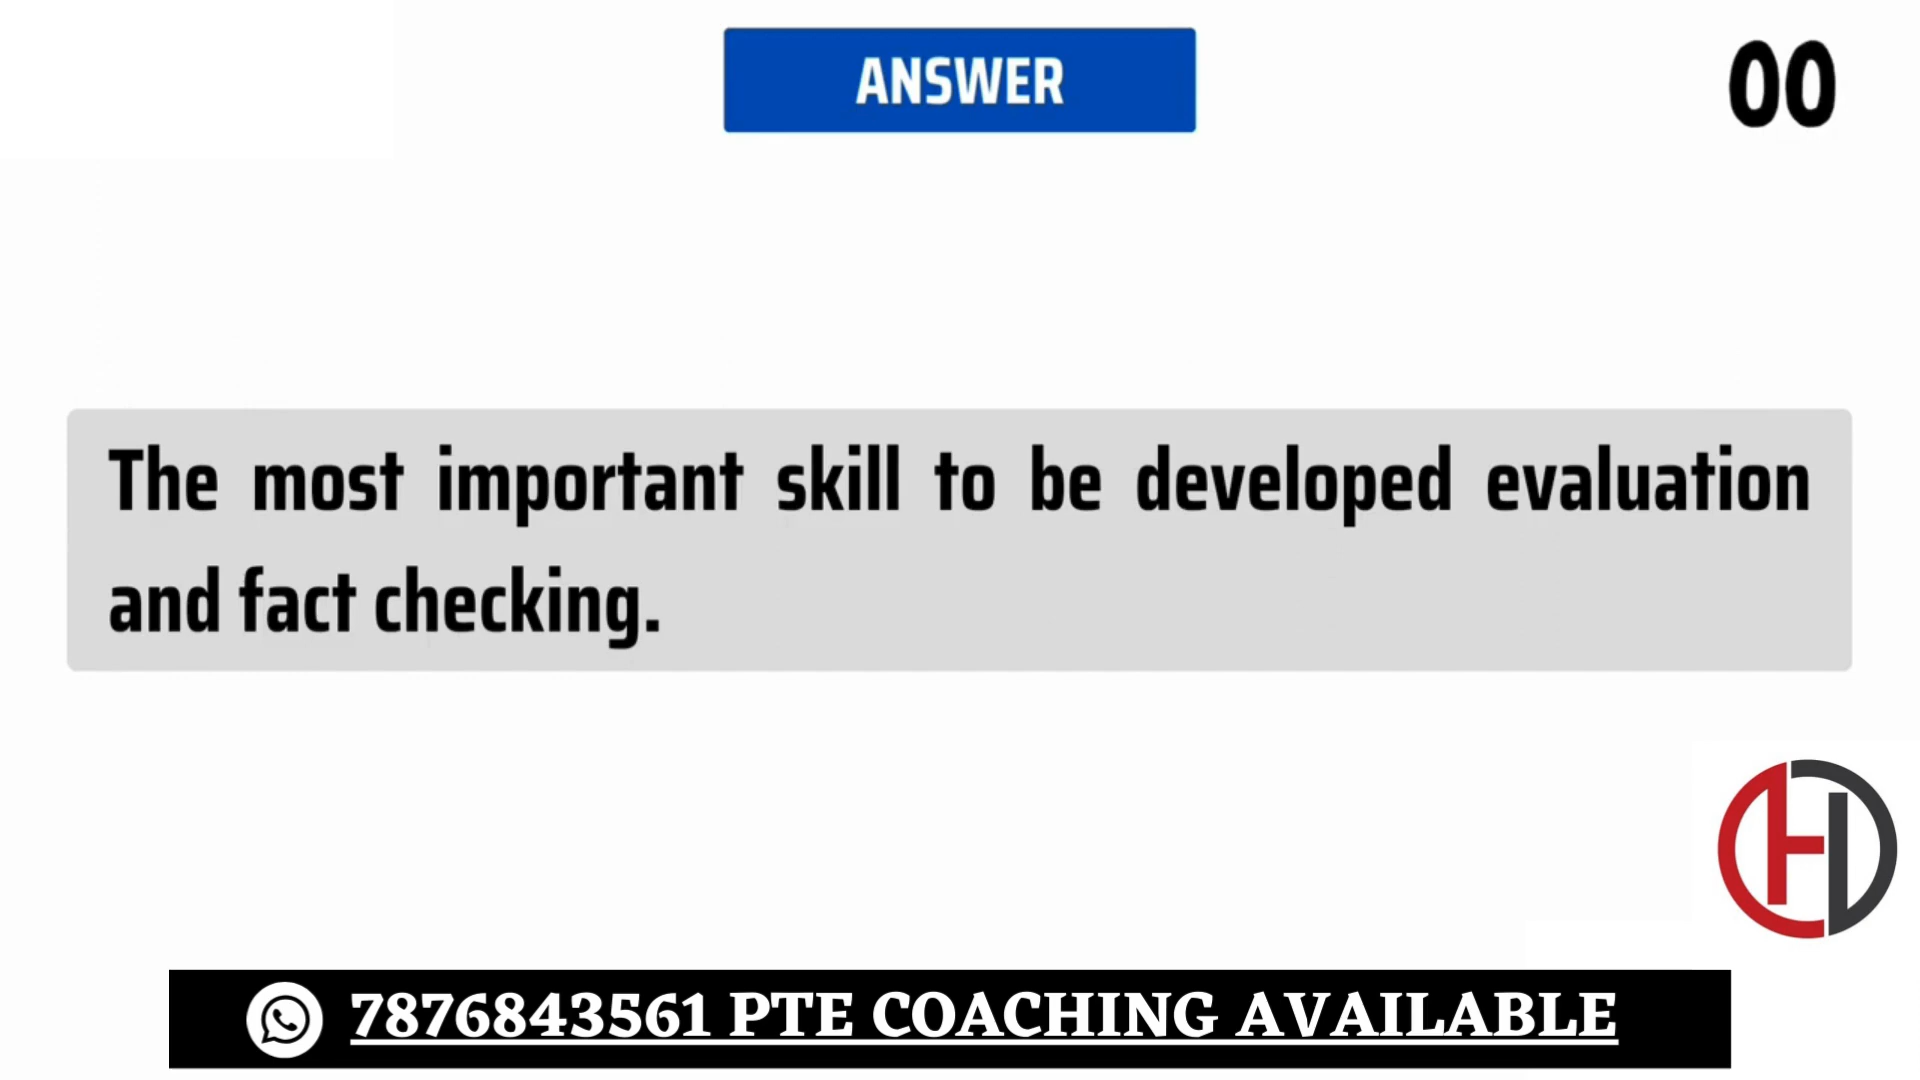 ANSWER
00
The most important skill to be developed evaluation
and fact checking.
7876843561 PTE COACHING AVAILABLE